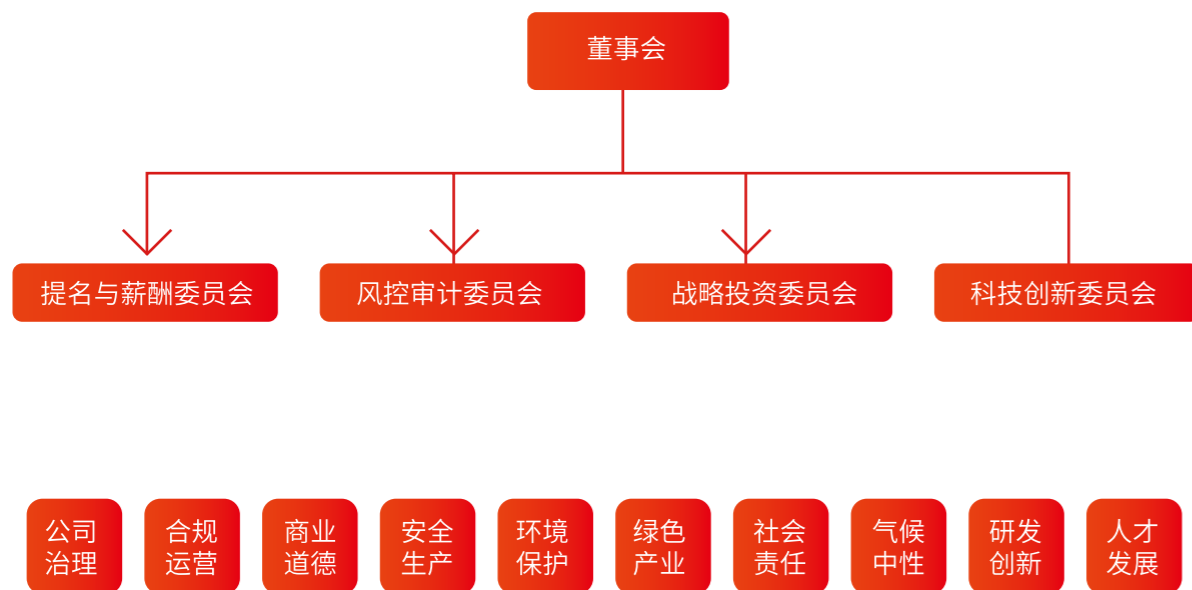 董事会
提名与薪酬委员会
风控审计委员会
战略投资委员会
科技创新委员会
公司
治理
合规
运营
商业
道德
安全
生产
环境
保护
绿色
产业
社会
责任
气候
中性
研发
创新
人才
发展